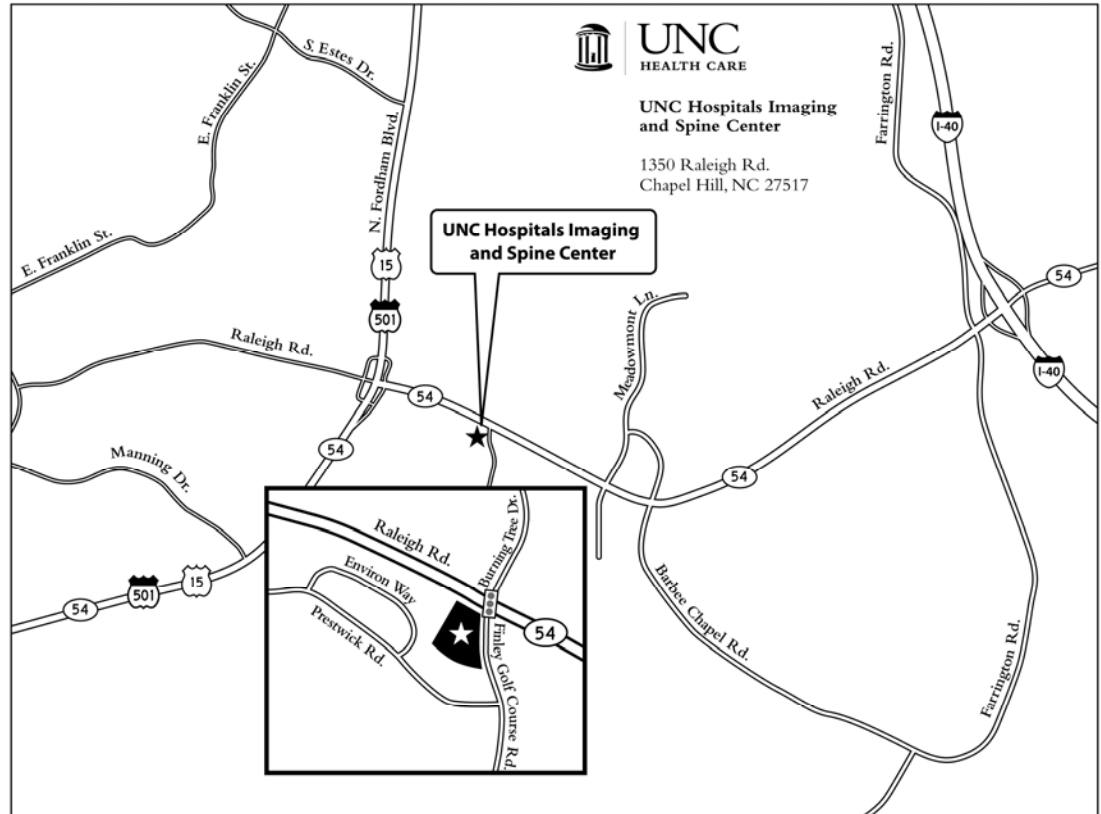 UNC
HEALTH CARE
UNC Hospitals Imaging
and Spine Center
1350 Raleigh Rd.
Chapel Hill, NC 27517
S. Estes Dr.
E. Franklin St.
N. Fordham Blvd.
Farrington Rd.
I-40
UNC Hospitals Imaging
and Spine Center
E. Franklin St.
15
501
54
Meadowmont Ln.
Raleigh Rd.
I-40
54
Raleigh Rd.
54
Manning Dr.
54
Raleigh Rd.
Burning Tree Dr.
Environ Way
Prestwick Rd.
54
Finley Golf Course Rd.
15
501
54
Barbee Chapel Rd.
Farrington Rd.